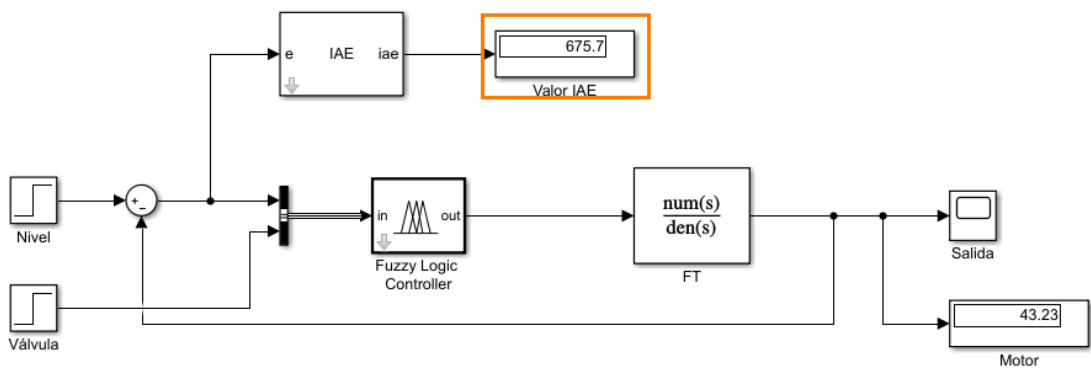 e IAE iae
675.7
Valor IAE
+
−
Nivel
in out
Fuzzy Logic
Controller
num(s)
den(s)
FT
Salida
Válvula
43.23
Motor